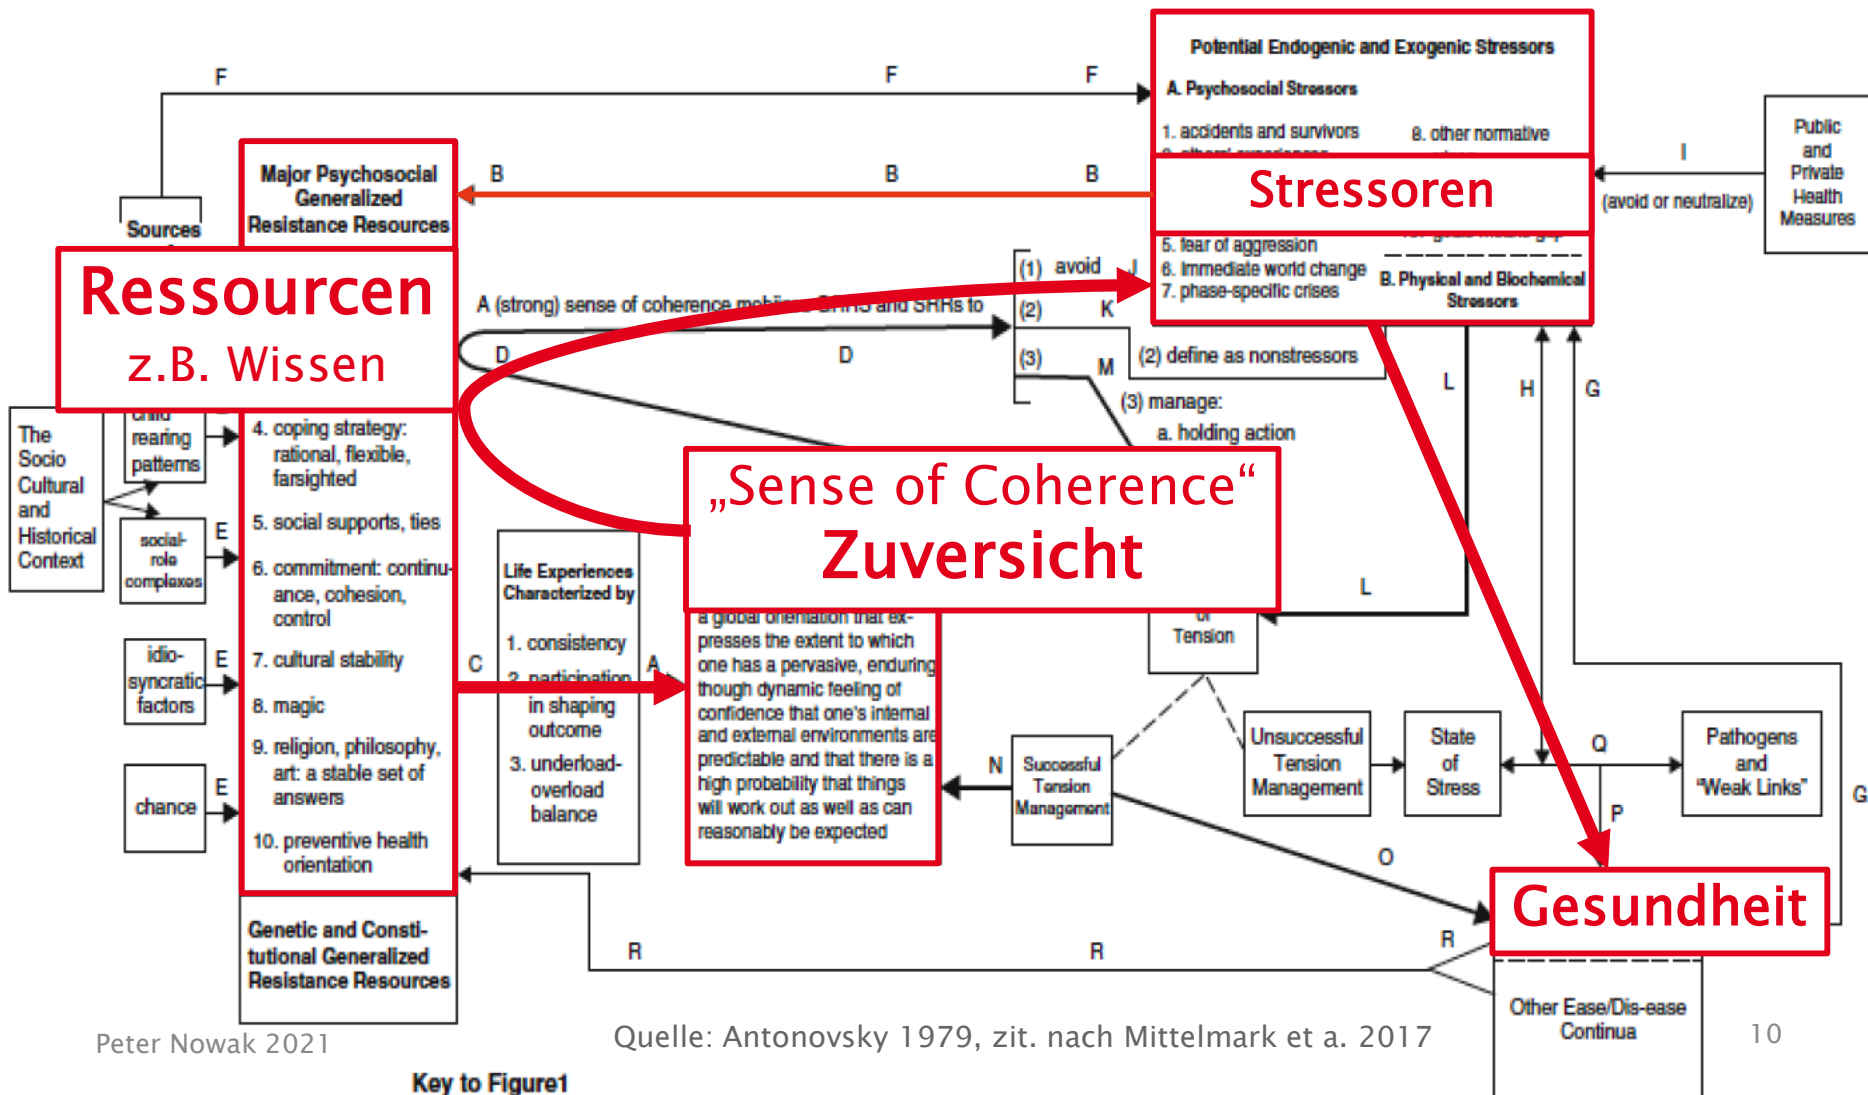 Potential Endogenic and Exogenic Stressors
A. Psychosocial Stressors
1. accidents and survivors
8. other normative
Stressoren
5. fear of aggression
6. Immediate world change
7. phase-specific crises
B. Physical and Biochemical
Stressors
Public
and
Private
Health
Measures
I
(avoid or neutralize)
F
F
F
B
B
B
Major Psychosocial
Generalized
Resistance Resources
Sources
Ressourcen
z.B. Wissen
A (strong) sense of coherence
and SRRs to
(1) avoid
J
(2)
K
(3)
M
(2) define as nonstressors
(3) manage:
a. holding action
D
D
L
H
G
The
Socio
Cultural
and
Historical
Context
child
rearing
patterns
social-
role
complexes
E
idio-
syncratic
factors
E
chance
E
4. coping strategy:
rational, flexible,
farsighted
5. social supports, ties
6. commitment: continu-
ance, cohesion,
control
7. cultural stability
8. magic
9. religion, philosophy,
art: a stable set of
answers
10. preventive health
orientation
Genetic and Consti-
tutional Generalized
Resistance Resources
C
Life Experiences
Characterized by
1. consistency
2. participation
in shaping
outcome
3. underload-
overload
balance
A
„Sense of Coherence“
Zuversicht
a global orientation that ex-
presses the extent to which
one has a pervasive, enduring
though dynamic feeling of
confidence that one's internal
and external environments are
predictable and that there is a
high probability that things
will work out as well as can
reasonably be expected
L
of
Tension
N
Successful
Tension
Management
Unsuccessful
Tension
Management
State
of
Stress
Q
Pathogens
and
“Weak Links”
P
G
O
Gesundheit
R
R
R
Other Ease/Dis-ease
Continua
Peter Nowak 2021
Quelle: Antonovsky 1979, zit. nach Mittelmark et a. 2017
10
Key to Figure1